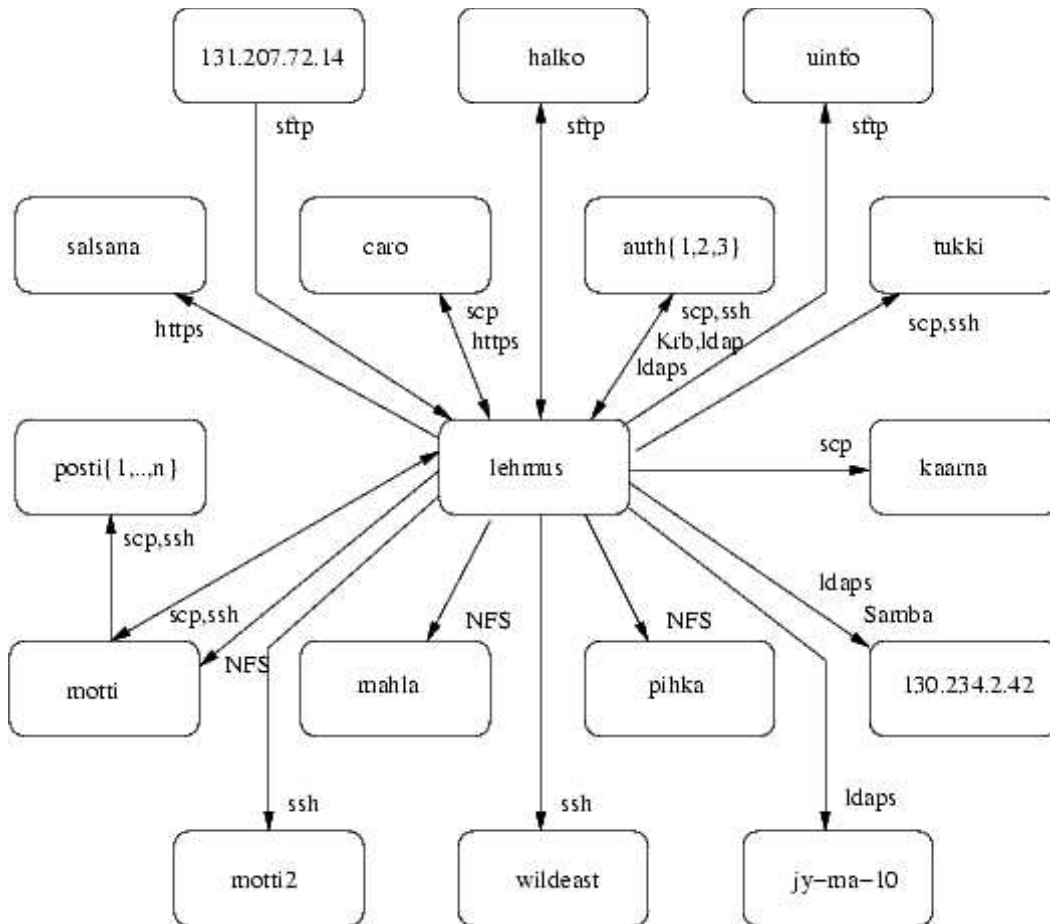 131.207.72.14
halko
uinfo
sftp
sftp
sftp
salsana
caro
auth{1,2,3}
tukki
https
scp
https
scp,ssh
Krb,ldap
ldaps
scp,ssh
posti{1,..,n}
lehmus
scp
kaarna
scp,ssh
scp,ssh
NFS
NFS
NFS
ldaps
Samba
motti
mahla
pihka
130.234.2.42
ssh
ssh
ldaps
motti2
wildeast
jy-ma-10